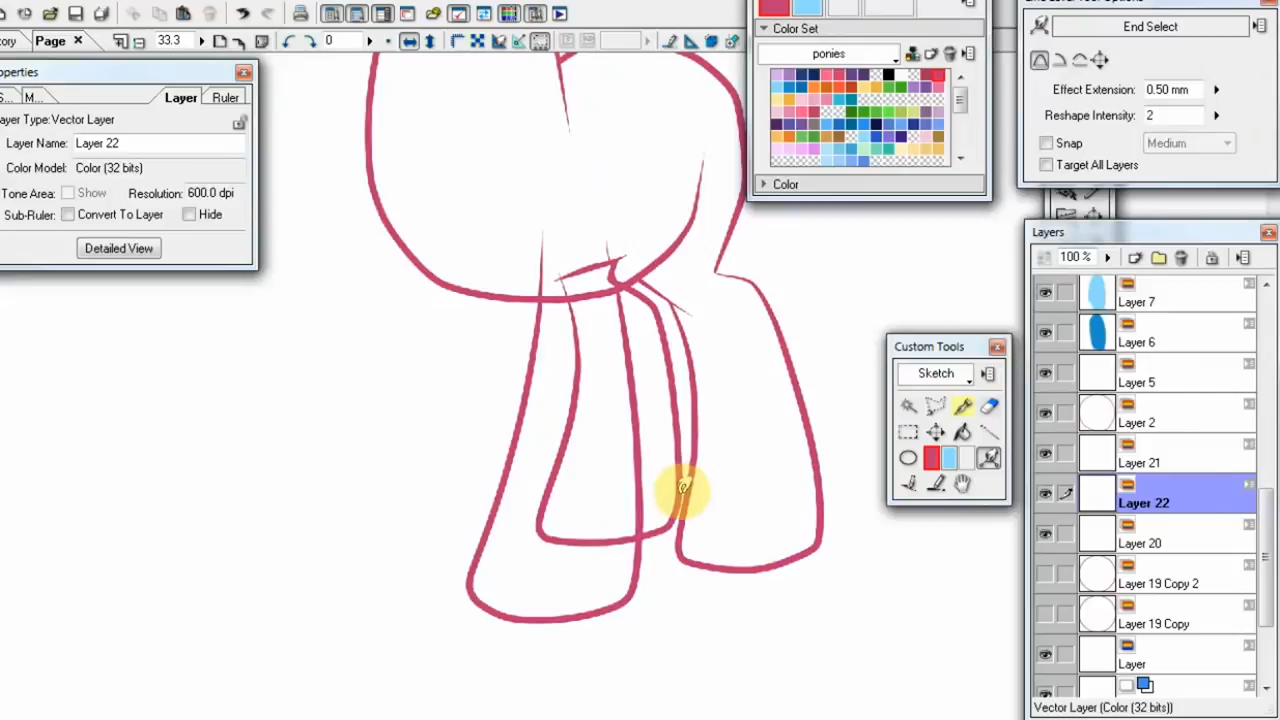 ory
Page
33.3
0
roperties
S...
M...
Layer
Ruler
ayer Type:Vector Layer
Layer Name:
Layer 22
Color Model:
Color (32 bits)
Tone Area:
Show
Resolution:
600.0 dpi
Sub-Ruler:
Convert To Layer
Hide
Detailed View
Color Set
ponies
Color
End Select
Effect Extension:
0.50 mm
Reshape Intensity:
2
Snap
Medium
Target All Layers
Layers
100 %
Layer 7
Layer 6
Layer 5
Layer 2
Layer 21
Layer 22
Layer 20
Layer 19 Copy 2
Layer 19 Copy
Layer
Vector Layer (Color (32 bits))
Custom Tools
Sketch